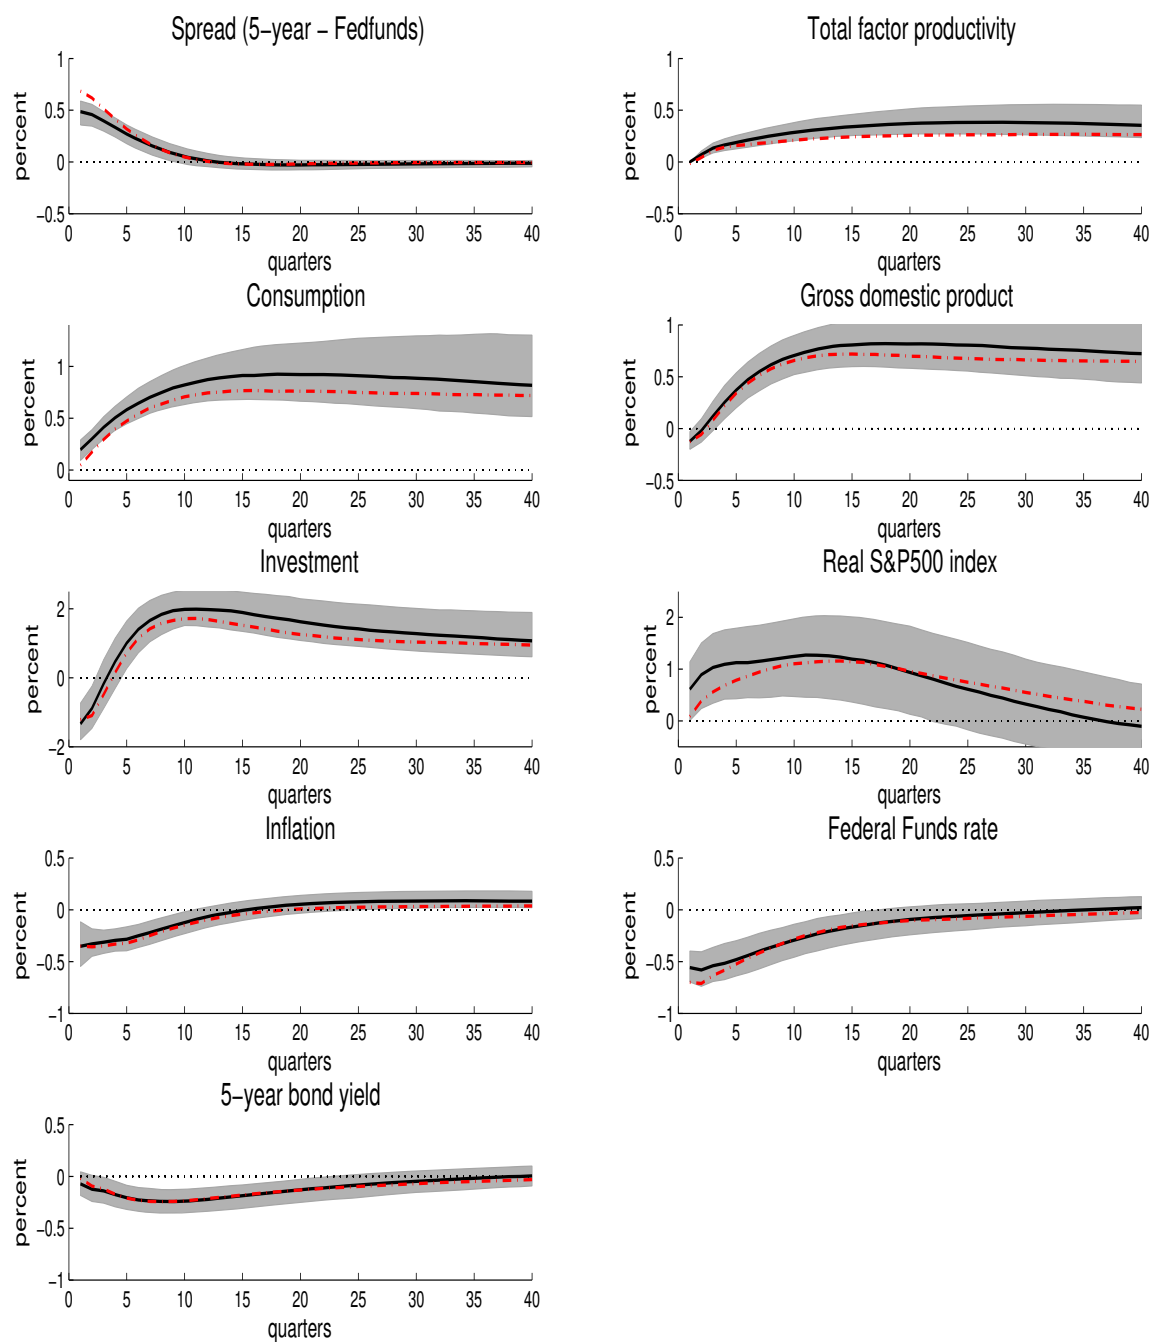 Spread (5−year − Fedfunds)
percent
1
0.5
0
−0.5
0 5 10 15 20 25 30 35 40
quarters
Total factor productivity
percent
1
0.5
0
−0.5
0 5 10 15 20 25 30 35 40
quarters
Consumption
percent
1
0.5
0
0 5 10 15 20 25 30 35 40
quarters
Gross domestic product
percent
1
0.5
0
−0.5
0 5 10 15 20 25 30 35 40
quarters
Investment
percent
2
0
−2
0 5 10 15 20 25 30 35 40
quarters
Real S&P500 index
percent
2
1
0
0 5 10 15 20 25 30 35 40
quarters
Inflation
percent
0.5
0
−0.5
−1
0 5 10 15 20 25 30 35 40
quarters
Federal Funds rate
percent
0.5
0
−0.5
−1
0 5 10 15 20 25 30 35 40
quarters
5−year bond yield
percent
0.5
0
−0.5
−1
0 5 10 15 20 25 30 35 40
quarters